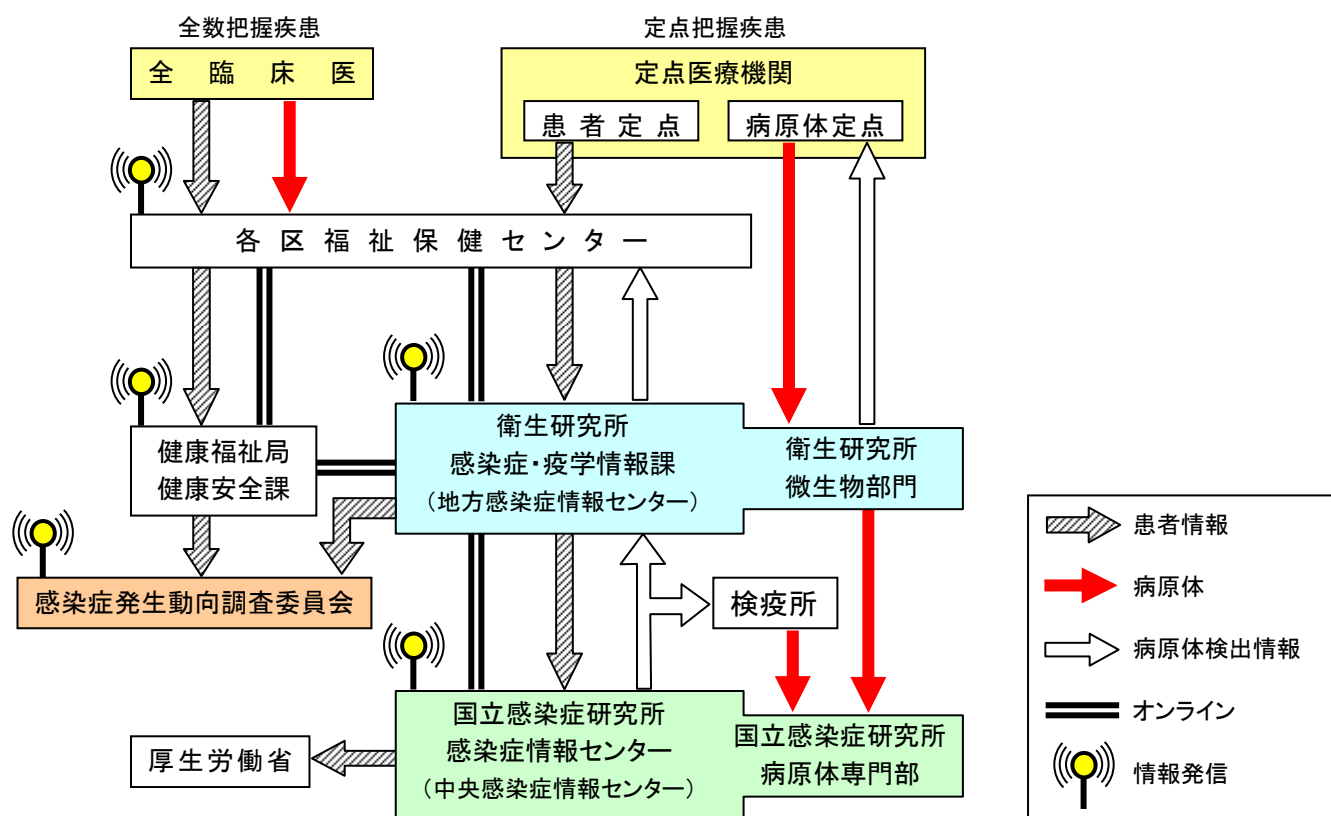 全数把握疾患
定点把握疾患
全臨床医
定点医療機関
患者定点
病原体定点
各区福祉保健センター
健康福祉局
健康安全課
衛生研究所
感染症・疫学情報課
(地方感染症情報センター)
衛生研究所
微生物部門
感染症発生動向調査委員会
検疫所
厚生労働省
国立感染症研究所
感染症情報センター
(中央感染症情報センター)
国立感染症研究所
病原体専門部
患者情報
病原体
病原体検出情報
オンライン
情報発信